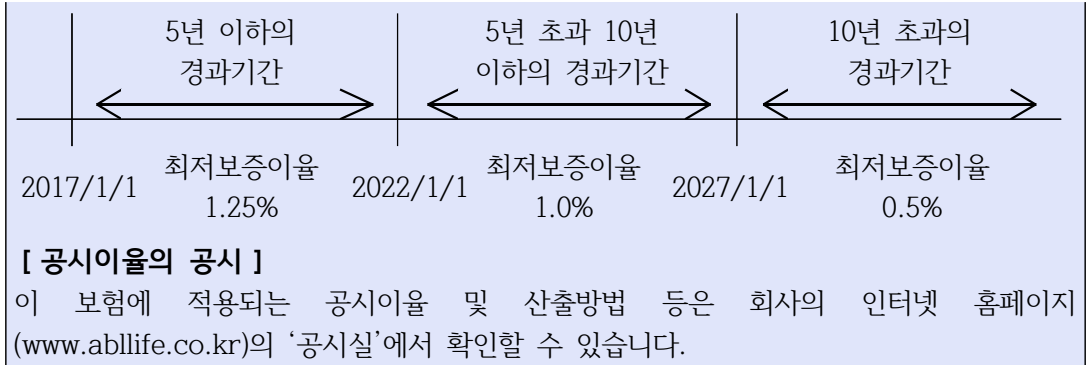 5년 이하의 5년 초과 10년 10년 초과의
경과기간 이하의 경과기간 경과기간
최저보증이율 최저보증이율 최저보증이율
2017/1/1 2022/1/1 2027/1/1
1.25% 1.0% 0.5%
[ 공시이율의 공시 ]
이 보험에 적용되는 공시이율 및 산출방법 등은 회사의 인터넷 홈페이지
(www.abllife.co.kr)의 ‘공시실’에서 확인할 수 있습니다.